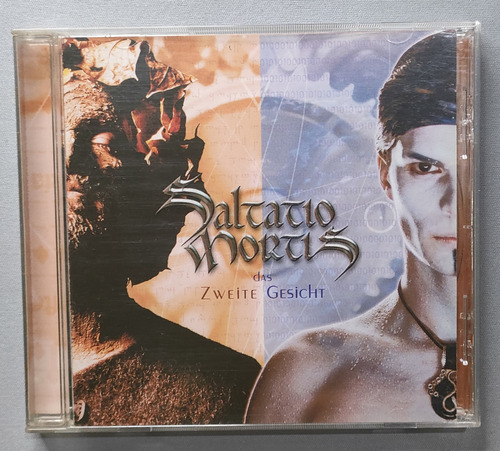 Saltatio
Mortis
das
Zweite Gesicht